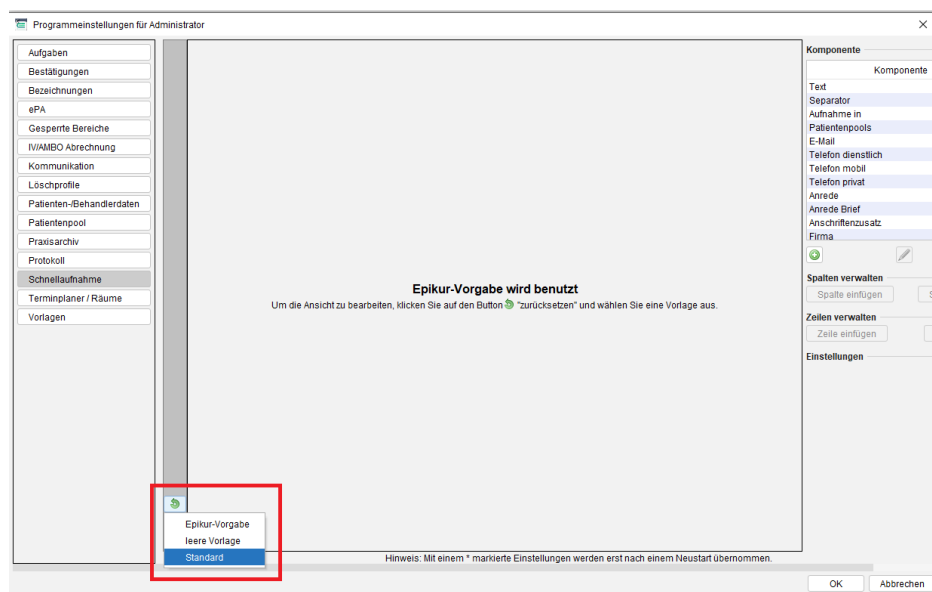 Programmeinstellungen für Administrator
Aufgaben
Bestätigungen
Bezeichnungen
ePA
Gesperrte Bereiche
IV/AMBO Abrechnung
Kommunikation
Löschprofile
Patienten-/Behandlerdaten
Patientenpool
Praxisarchiv
Protokoll
Schnellaufnahme
Terminplaner / Räume
Vorlagen
Epikur-Vorgabe wird benutzt
Um die Ansicht zu bearbeiten, klicken Sie auf den Button "zurücksetzen" und wählen Sie eine Vorlage aus.
Epikur-Vorgabe
leere Vorlage
Standard
Hinweis: Mit einem * markierte Einstellungen werden erst nach einem Neustart übernommen.
Komponente
Komponente
Text
Separator
Aufnahme in
Patientenpools
E-Mail
Telefon dienstlich
Telefon mobil
Telefon privat
Anrede
Anrede Brief
Anschriftenzusatz
Firma
Spalten verwalten
Spalte einfügen
Zeilen verwalten
Zeile einfügen
Einstellungen
OK
Abbrechen